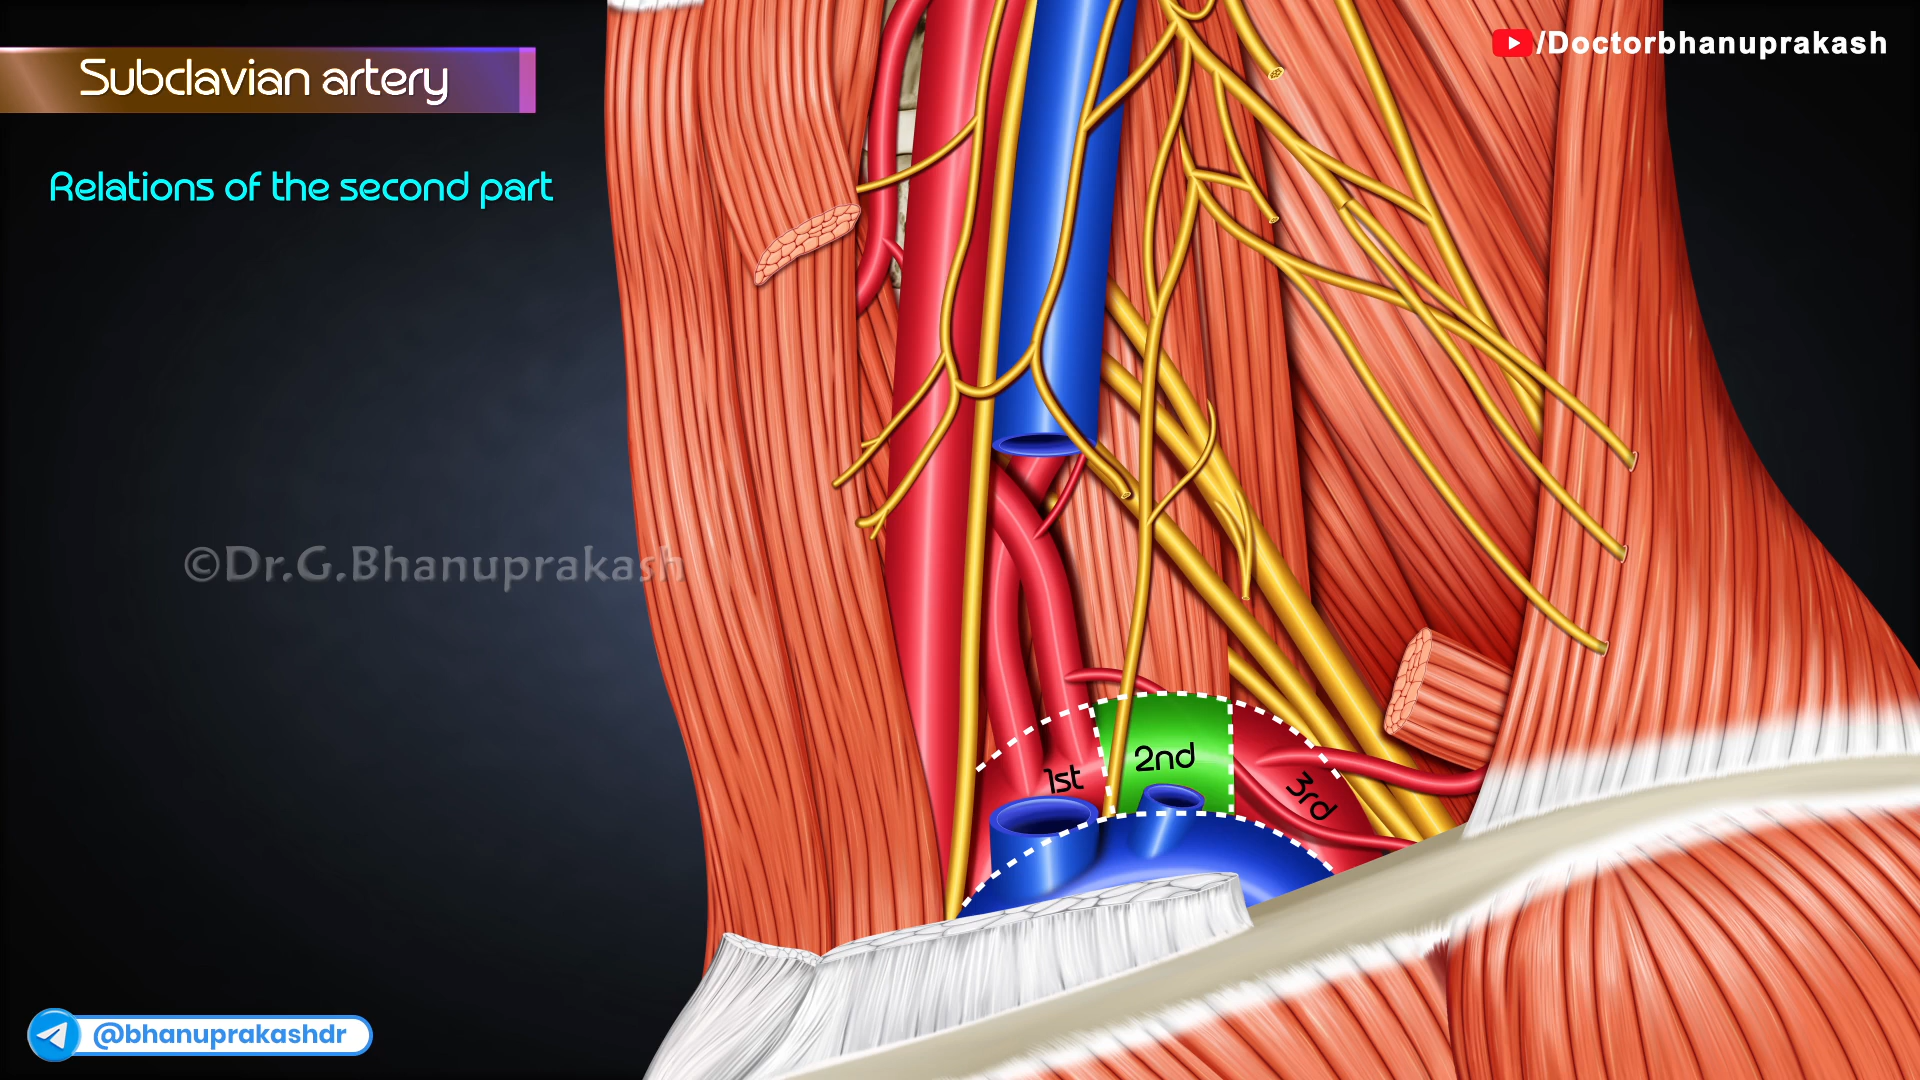 Subclavian artery
/Doctorbhanuprakash
Relations of the second part
©Dr.G.Bhanuprakash
1st
2nd
3rd
@bhanuprakashdr